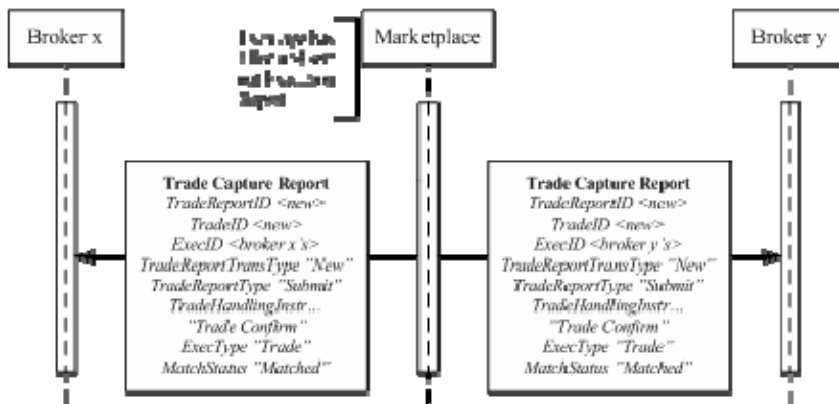 Broker x
Marketplace
Broker y
Report
Trade Capture Report
TradeReportID <new>
TradeID <new>
ExecID <broker x's>
TradeReportTransType "New"
TradeReportType "Submit"
TradeHandlingInstr...
"Trade Confirm"
ExecType "Trade"
MatchStatus "Matched"
Trade Capture Report
TradeReportID <new>
TradeID <new>
ExecID <broker y's>
TradeReportTransType "New"
TradeReportType "Submit"
TradeHandlingInstr...
"Trade Confirm"
ExecType "Trade"
MatchStatus "Matched"